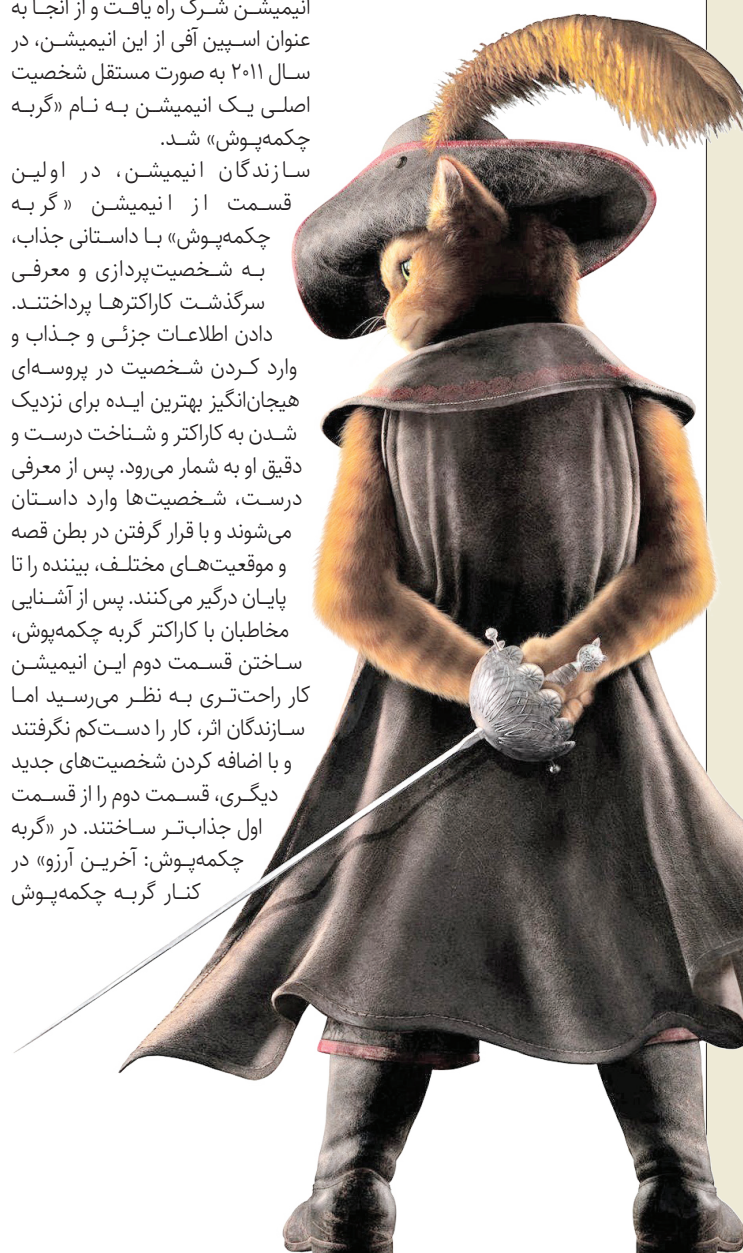 انیمیشن شرک راه یافت و از آنجا به
عنوان اسپین آفی از این انیمیشن، در
سال ۲۰۱۱ به صورت مستقل شخصیت
اصلی یک انیمیشن به نام «گربه
چکمه‌پوش» شد.
سازندگان انیمیشن، در اولین
قسمت از انیمیشن «گربه
چکمه‌پوش» با داستانی جذاب،
به شخصیت‌پردازی و معرفی
سرگذشت کاراکترها پرداختند.
دادن اطلاعات جزئی و جذاب و
وارد کردن شخصیت در پروسه‌ای
هیجان‌انگیز بهترین ایده برای نزدیک
شدن به کاراکتر و شناخت درست و
دقیق او به شمار می‌رود. پس از معرفی
درست، شخصیت‌ها وارد داستان
می‌شوند و با قرار گرفتن در بطن قصه
و موقعیت‌های مختلف، بیننده را تا
پایان درگیر می‌کنند. پس از آشنایی
مخاطبان با کاراکتر گربه چکمه‌پوش،
ساختن قسمت دوم این انیمیشن
کار راحت‌تری به نظر می‌رسید اما
سازندگان اثر، کار را دست‌کم نگرفتند
و با اضافه کردن شخصیت‌های جدید
دیگری، قسمت دوم را از قسمت
اول جذاب‌تر ساختند. در «گربه
چکمه‌پوش: آخرین آرزو» در
کنار گربه چکمه‌پوش